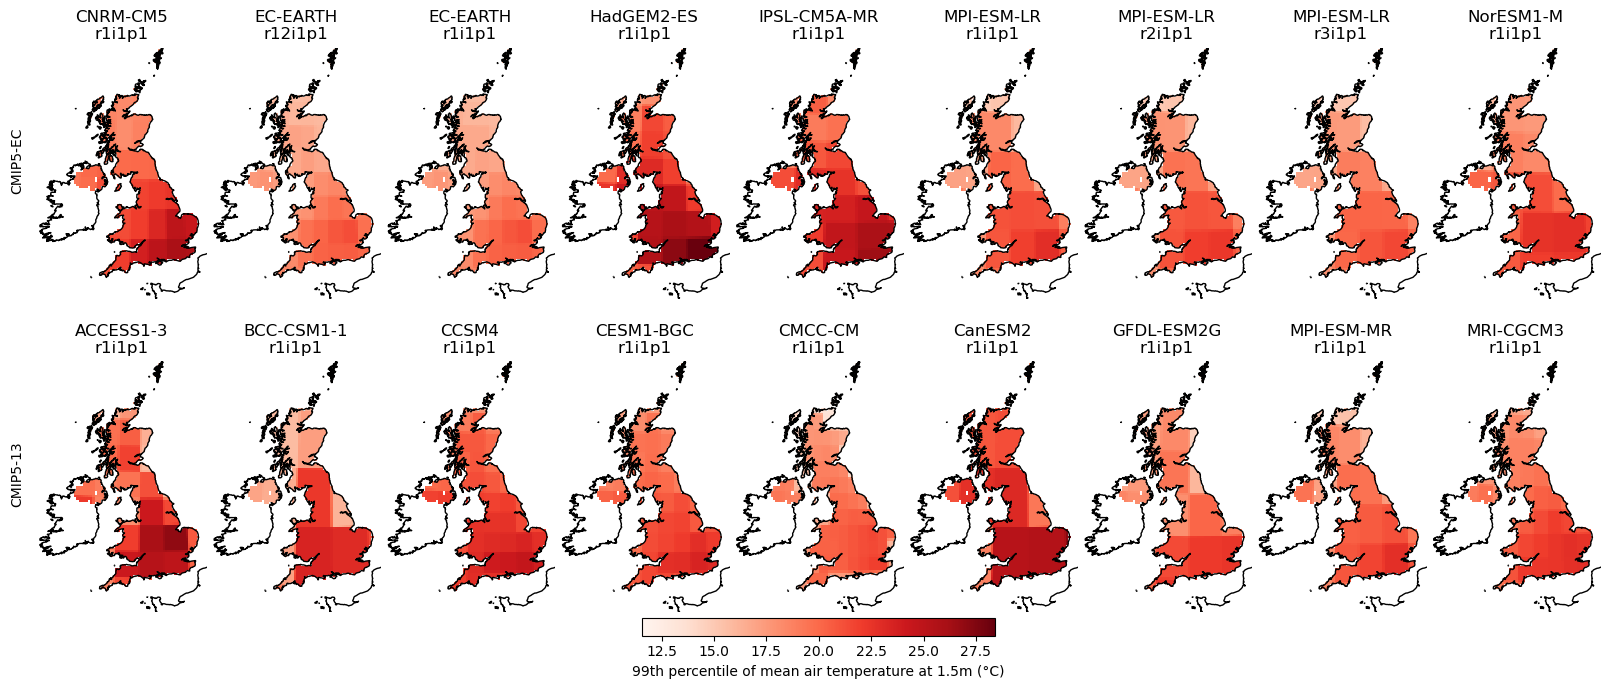 CNRM-CM5
r1i1p1
EC-EARTH
r12i1p1
EC-EARTH
r1i1p1
HadGEM2-ES
r1i1p1
IPSL-CM5A-MR
r1i1p1
MPI-ESM-LR
r1i1p1
MPI-ESM-LR
r2i1p1
MPI-ESM-LR
r3i1p1
NorESM1-M
r1i1p1
CMIP5-EC
ACCESS1-3
r1i1p1
BCC-CSM1-1
r1i1p1
CCSM4
r1i1p1
CESM1-BGC
r1i1p1
CMCC-CM
r1i1p1
CanESM2
r1i1p1
GFDL-ESM2G
r1i1p1
MPI-ESM-MR
r1i1p1
MRI-CGCM3
r1i1p1
CMIP5-13
12.5 15.0 17.5 20.0 22.5 25.0 27.5
99th percentile of mean air temperature at 1.5m (°C)